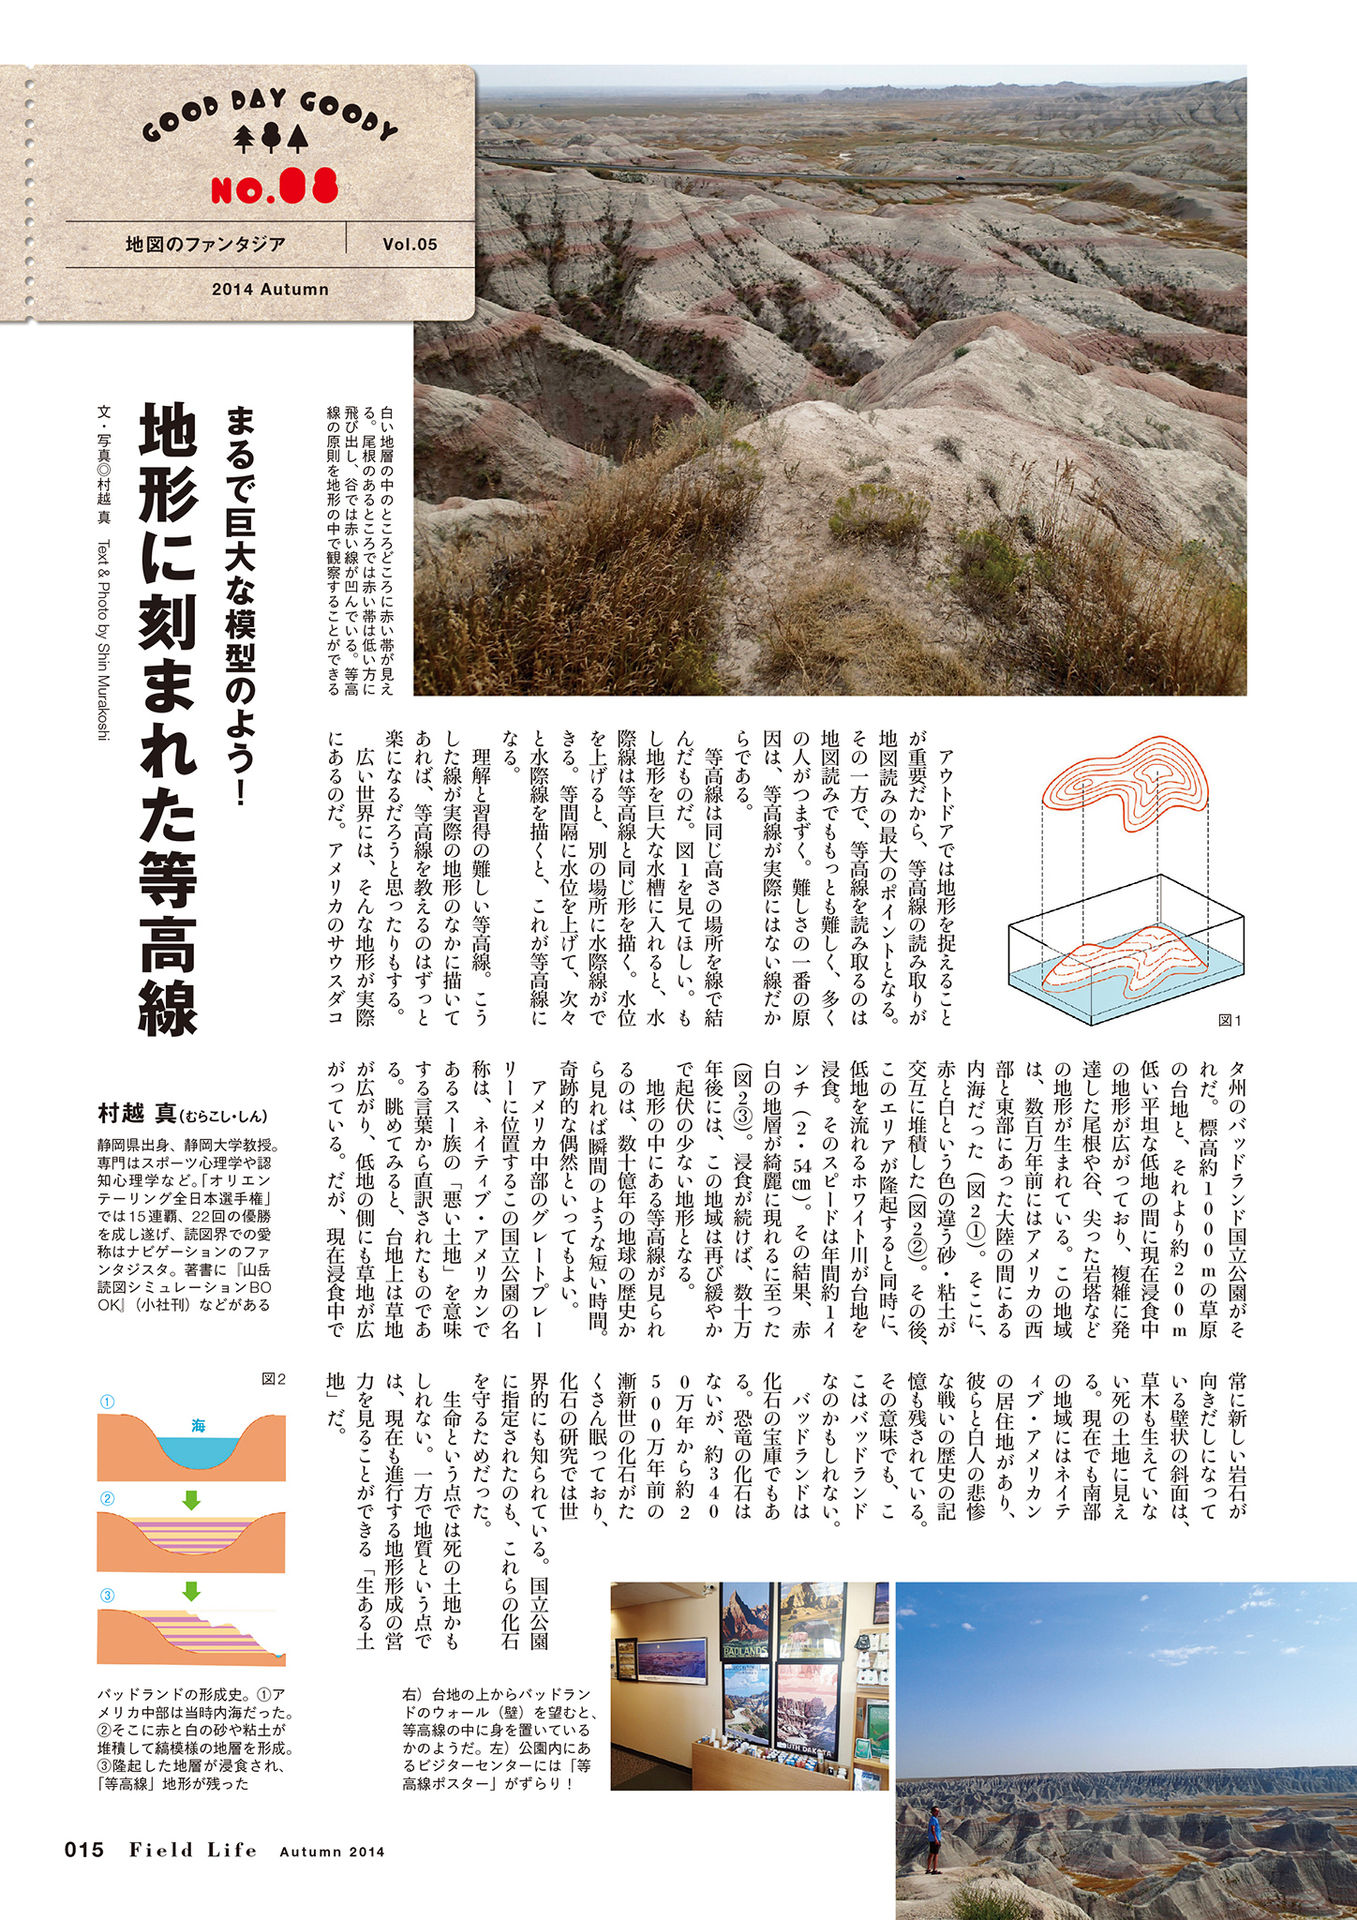 GOOD DAY GOODY
NO.08
地図のファンタジア
Vol.05
2014 Autumn
まるで巨大な模型のよう！
地形に刻まれた等高線
文・写真◎村越 真　Text & Photo by Shin Murakoshi
白い地層の中のところどころに赤い帯が見え
る。尾根のあるところでは赤い帯は低い方に
飛び出し、谷では赤い線が凹んでいる。等高
線の原則を地形の中で観察することができる
図1
アウトドアでは地形を捉えること
が重要だから、等高線の読み取りが
地図読みの最大のポイントとなる。
その一方で、等高線を読み取るのは
地図読みでももっとも難しく、多く
の人がつまずく。難しさの一番の原
因は、等高線が実際にはない線だか
らである。
等高線は同じ高さの場所を線で結
んだものだ。図1を見てほしい。も
し地形を巨大な水槽に入れると、水
際線は等高線と同じ形を描く。水位
を上げると、別の場所に水際線がで
きる。等間隔に水位を上げて、次々
と水際線を描くと、これが等高線に
なる。
理解と習得の難しい等高線。こう
した線が実際の地形のなかに描いて
あれば、等高線を教えるのはずっと
楽になるだろうと思ったりもする。
広い世界には、そんな地形が実際
にあるのだ。アメリカのサウスダコ
タ州のバッドランド国立公園がそ
れだ。標高約1000mの草原
の台地と、それより約200m
低い平坦な低地の間に現在浸食中
の地形が広がっており、複雑に発
達した尾根や谷、尖った岩塔など
の地形が生まれている。この地域
は、数百万年前にはアメリカの西
部と東部にあった大陸の間にある
内海だった（図2①）。そこに、
赤と白という色の違う砂・粘土が
交互に堆積した（図2②）。その後、
このエリアが隆起すると同時に、
低地を流れるホワイト川が台地を
浸食。そのスピードは年間約1イ
ンチ（2・54㎝）。その結果、赤
白の地層が綺麗に現れるに至った
（図2③）。浸食が続けば、数十万
年後には、この地域は再び緩やか
で起伏の少ない地形となる。
地形の中にある等高線が見られ
るのは、数十億年の地球の歴史か
ら見れば瞬間のような短い時間。
奇跡的な偶然といってもよい。
アメリカ中部のグレートプレー
リーに位置するこの国立公園の名
称は、ネイティブ・アメリカンで
あるスー族の「悪い土地」を意味
する言葉から直訳されたものであ
る。眺めてみると、台地上は草地
が広がり、低地の側にも草地が広
がっている。だが、現在浸食中で
常に新しい岩石が
向きだしになって
いる壁状の斜面は、
草木も生えていな
い死の土地に見え
る。現在でも南部
の地域にはネイテ
ィブ・アメリカン
の居住地があり、
彼らと白人の悲惨
な戦いの歴史の記
憶も残されている。
その意味でも、こ
こはバッドランド
なのかもしれない。
バッドランドは
化石の宝庫でもあ
る。恐竜の化石は
ないが、約340
0万年から約2
500万年前の
漸新世の化石がた
くさん眠っており、
化石の研究では世
界的にも知られている。国立公園
に指定されたのも、これらの化石
を守るためだった。
生命という点では死の土地かも
しれない。一方で地質という点で
は、現在も進行する地形形成の営
力を見ることができる「生ある土
地」だ。
村越 真（むらこし・しん）
静岡県出身、静岡大学教授。
専門はスポーツ心理学や認
知心理学など。「オリエン
テーリング全日本選手権」
では15連覇、22回の優勝
を成し遂げ、読図界での愛
称はナビゲーションのファ
ンタジスタ。著書に『山岳
読図シミュレーションBO
OK』（小社刊）などがある
図2
①
海
②
③
バッドランドの形成史。①ア
メリカ中部は当時内海だった。
②そこに赤と白の砂や粘土が
堆積して縞模様の地層を形成。
③隆起した地層が浸食され、
「等高線」地形が残った
右）台地の上からバッドラン
ドのウォール（壁）を望むと、
等高線の中に身を置いている
かのようだ。左）公園内にあ
るビジターセンターには「等
高線ポスター」がずらり！
BADLANDS
SOUTH DAKOTA
015 Field Life Autumn 2014